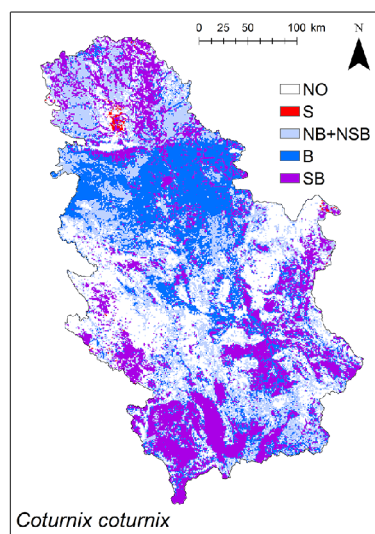 0 25 50 100 km
N
NO
S
NB+NSB
B
SB
Coturnix coturnix